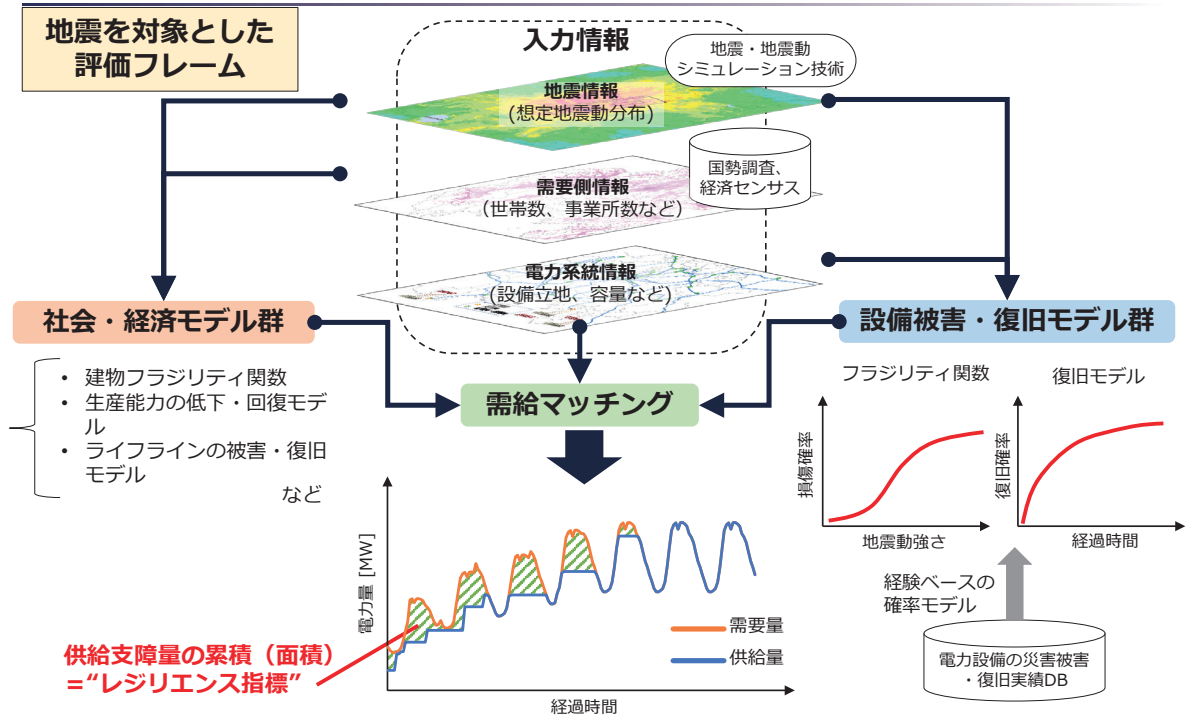 地震を対象とした
評価フレーム
入力情報
地震・地震動
シミュレーション技術
地震情報
(想定地震動分布)
国勢調査、
経済センサス
需要側情報
(世帯数、事業所数など)
電力系統情報
(設備立地、容量など)
社会・経済モデル群
設備被害・復旧モデル群
• 建物フラジリティ関数
• 生産能力の低下・回復モデ
ル
• ライフラインの被害・復旧
モデル
など
需給マッチング
フラジリティ関数
復旧モデル
損傷確率
地震動強さ
復旧確率
経過時間
電力量 [MW]
需要量
供給量
経過時間
供給支障量の累積（面積）
=“レジリエンス指標”
経験ベースの
確率モデル
電力設備の災害被害
・復旧実績DB